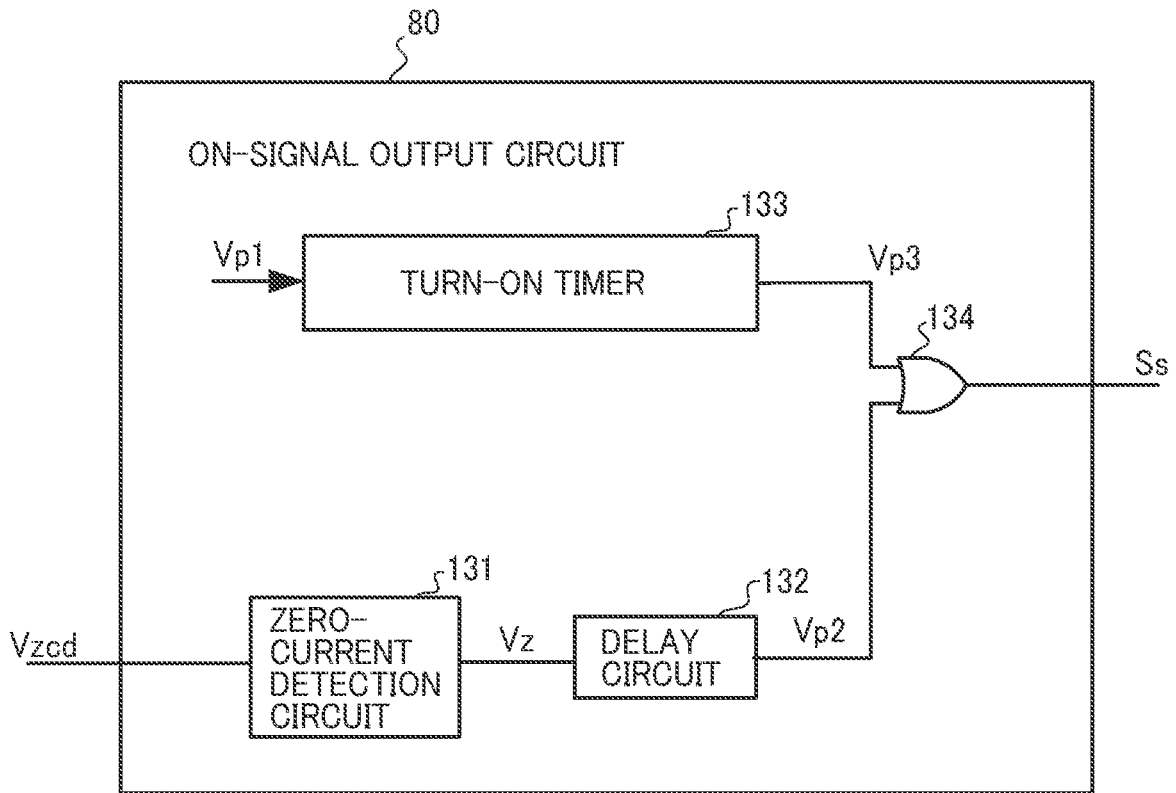 80
ON-SIGNAL OUTPUT CIRCUIT
133
Vp1
TURN-ON TIMER
Vp3
134
Ss
131
132
Vzcd
ZERO-
CURRENT
DETECTION
CIRCUIT
Vz
DELAY
CIRCUIT
Vp2